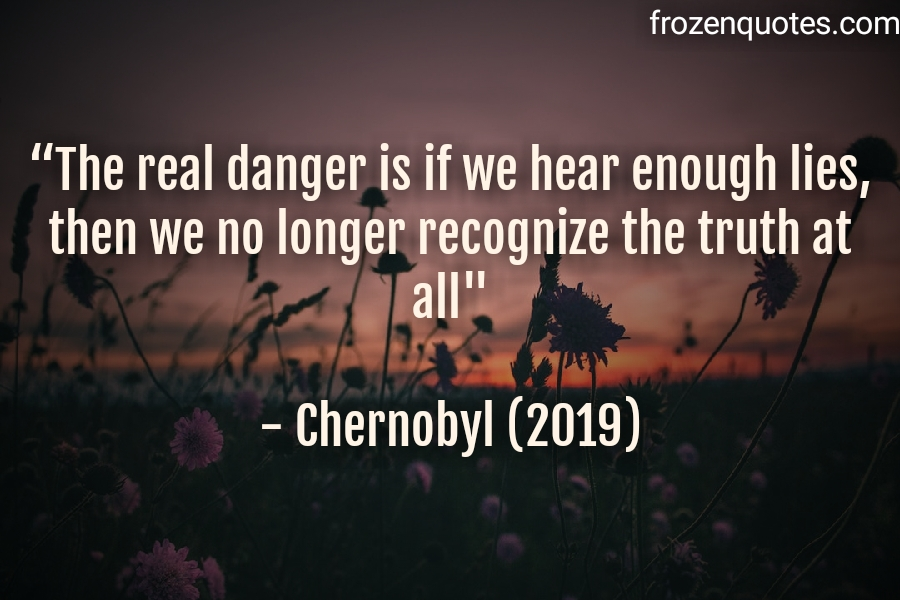 frozenquotes.com
“The real danger is if we hear enough lies,
then we no longer recognize the truth at
all"
- Chernobyl (2019)